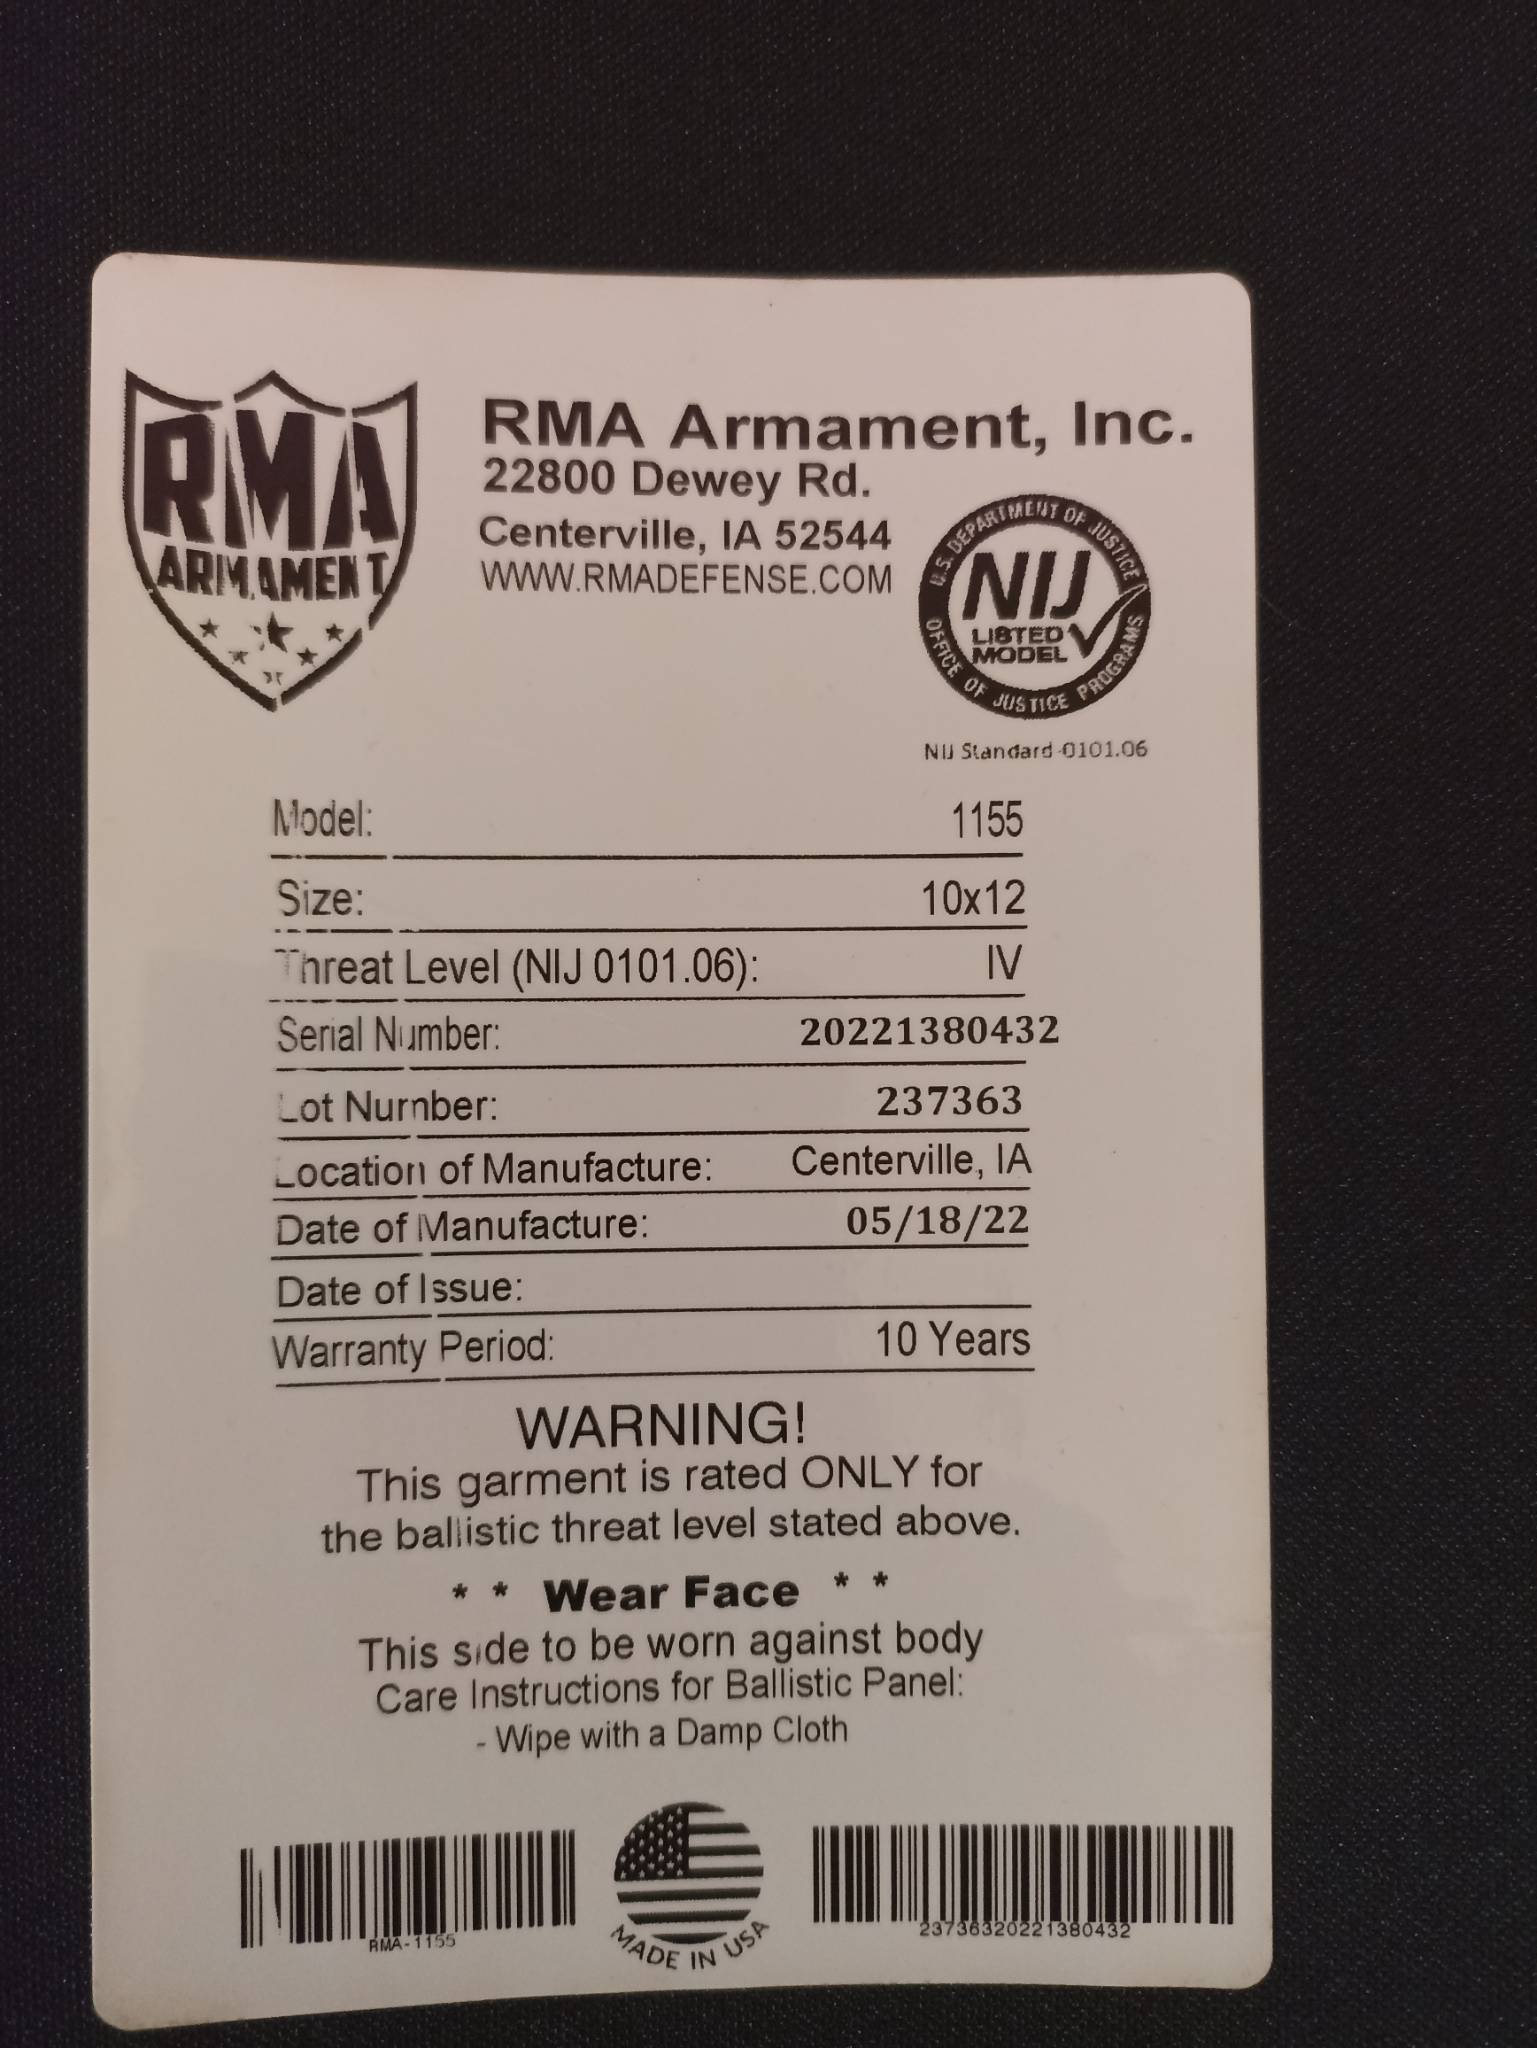 RMA
ARMAMENT
RMA Armament, Inc.
22800 Dewey Rd.
Centerville, IA 52544
WWW.RMADEFENSE.COM
U.S. DEPARTMENT OF JUSTICE
NIJ
LISTED
MODEL
OFFICE OF JUSTICE PROGRAMS
NIJ Standard-0101.06
Model: 1155
Size: 10x12
Threat Level (NIJ 0101.06): IV
Serial Number: 20221380432
Lot Number: 237363
Location of Manufacture: Centerville, IA
Date of Manufacture: 05/18/22
Date of Issue:
Warranty Period: 10 Years
WARNING!
This garment is rated ONLY for
the ballistic threat level stated above.
* * Wear Face * *
This side to be worn against body
Care Instructions for Ballistic Panel:
- Wipe with a Damp Cloth
RMA-1155
MADE IN USA
23736320221380432